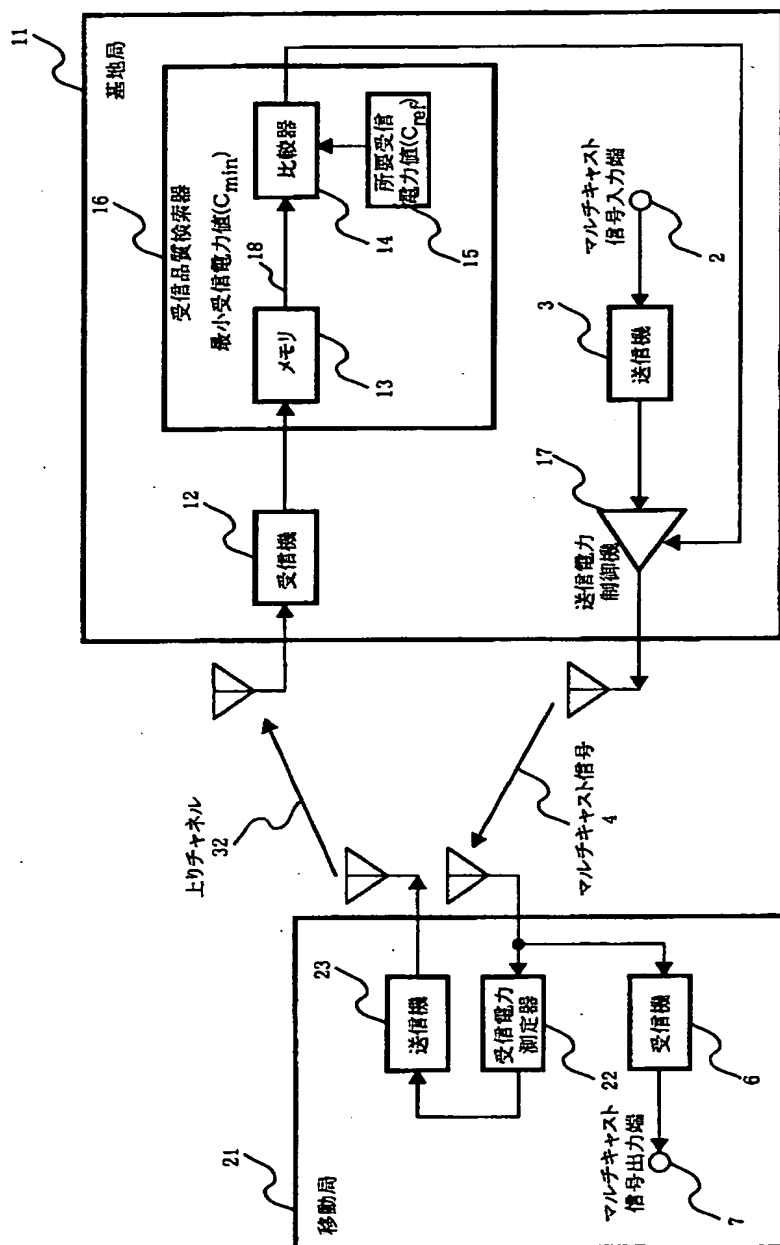 11
基地局
16
受信品質検索器
最小受信電力値(Cmin)
18
比較器
14
所要受信
電力値(Cref)
15
メモリ
13
12
受信機
マルチキャスト
信号入力端
2
3
送信機
17
送信電力
制御機
上りチャネル
32
マルチキャスト信号
4
21
移動局
23
送信機
受信電力
測定器
22
受信機
6
マルチキャスト
信号出力端
7